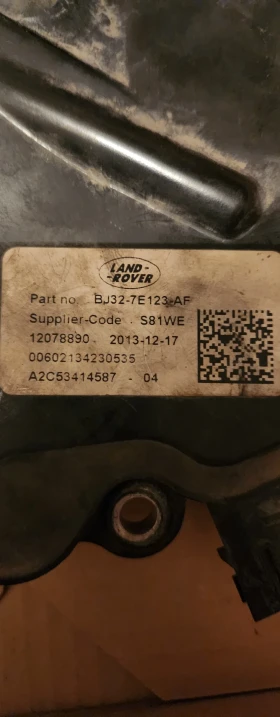 LAND-
ROVER
Part no. BJ32-7E123-AF
Supplier-Code . S81WE
12078890 . 2013-12-17
00602134230535
A2C53414587 - 04